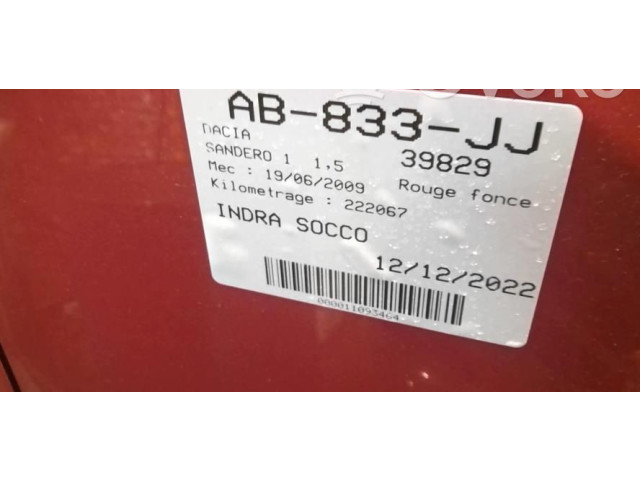 AB-833-JJ
DACIA 39829
SANDERO 1 1,5 Rouge fonce
Mec : 19/06/2009
Kilometrage : 222067
INDRA SOCCO
12/12/2022
000011093464